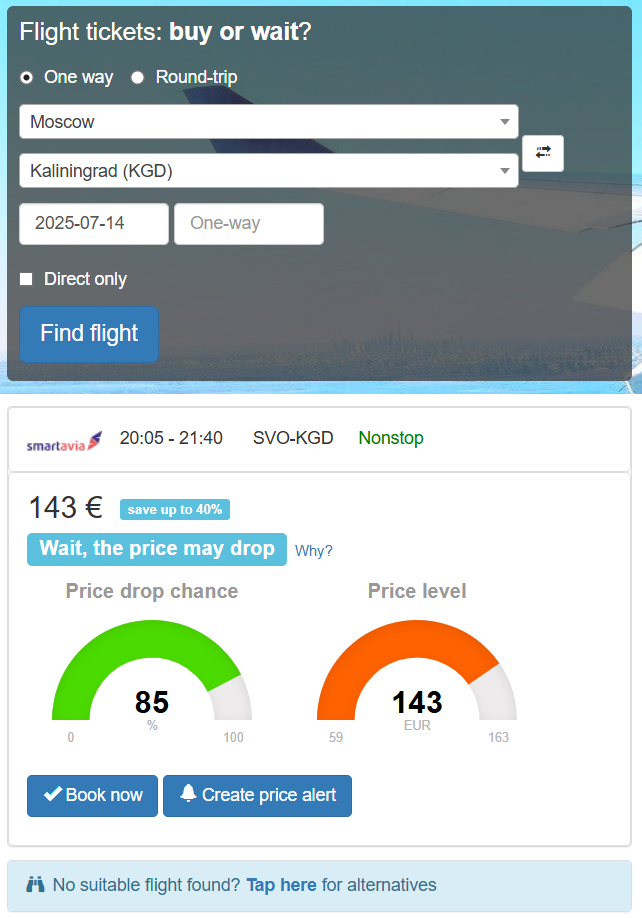 Flight tickets: buy or wait?
One way Round-trip
Moscow
Kaliningrad (KGD)
2025-07-14 One-way
Direct only
Find flight
smartavia 20:05 - 21:40 SVO-KGD Nonstop
143 € save up to 40%
Wait, the price may drop Why?
Price drop chance Price level
85 143
% EUR
0 100 59 163
Book now Create price alert
No suitable flight found? Tap here for alternatives